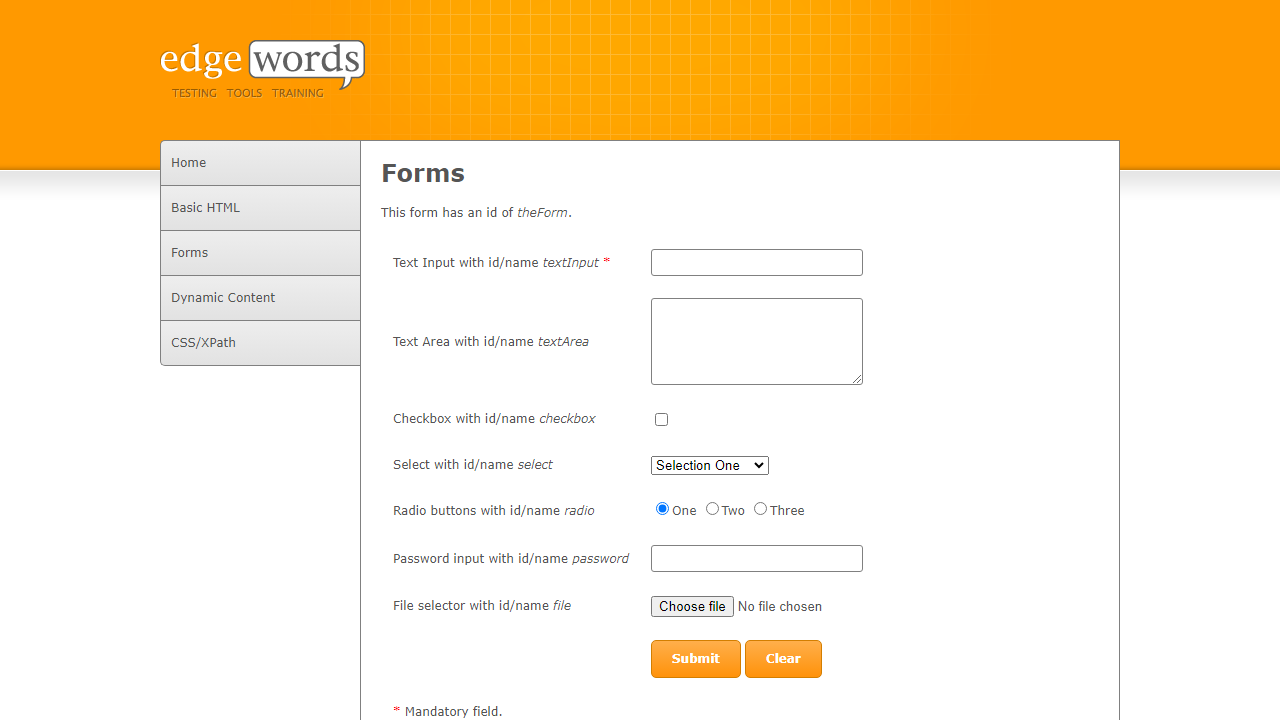 edge words
TESTING TOOLS TRAINING
Home
Basic HTML
Forms
Dynamic Content
CSS/XPath
Forms
This form has an id of theForm.
Text Input with id/name textInput *
Text Area with id/name textArea
Checkbox with id/name checkbox
Select with id/name select
Selection One
Radio buttons with id/name radio
One Two Three
Password input with id/name password
File selector with id/name file
Choose file No file chosen
Submit Clear
* Mandatory field.